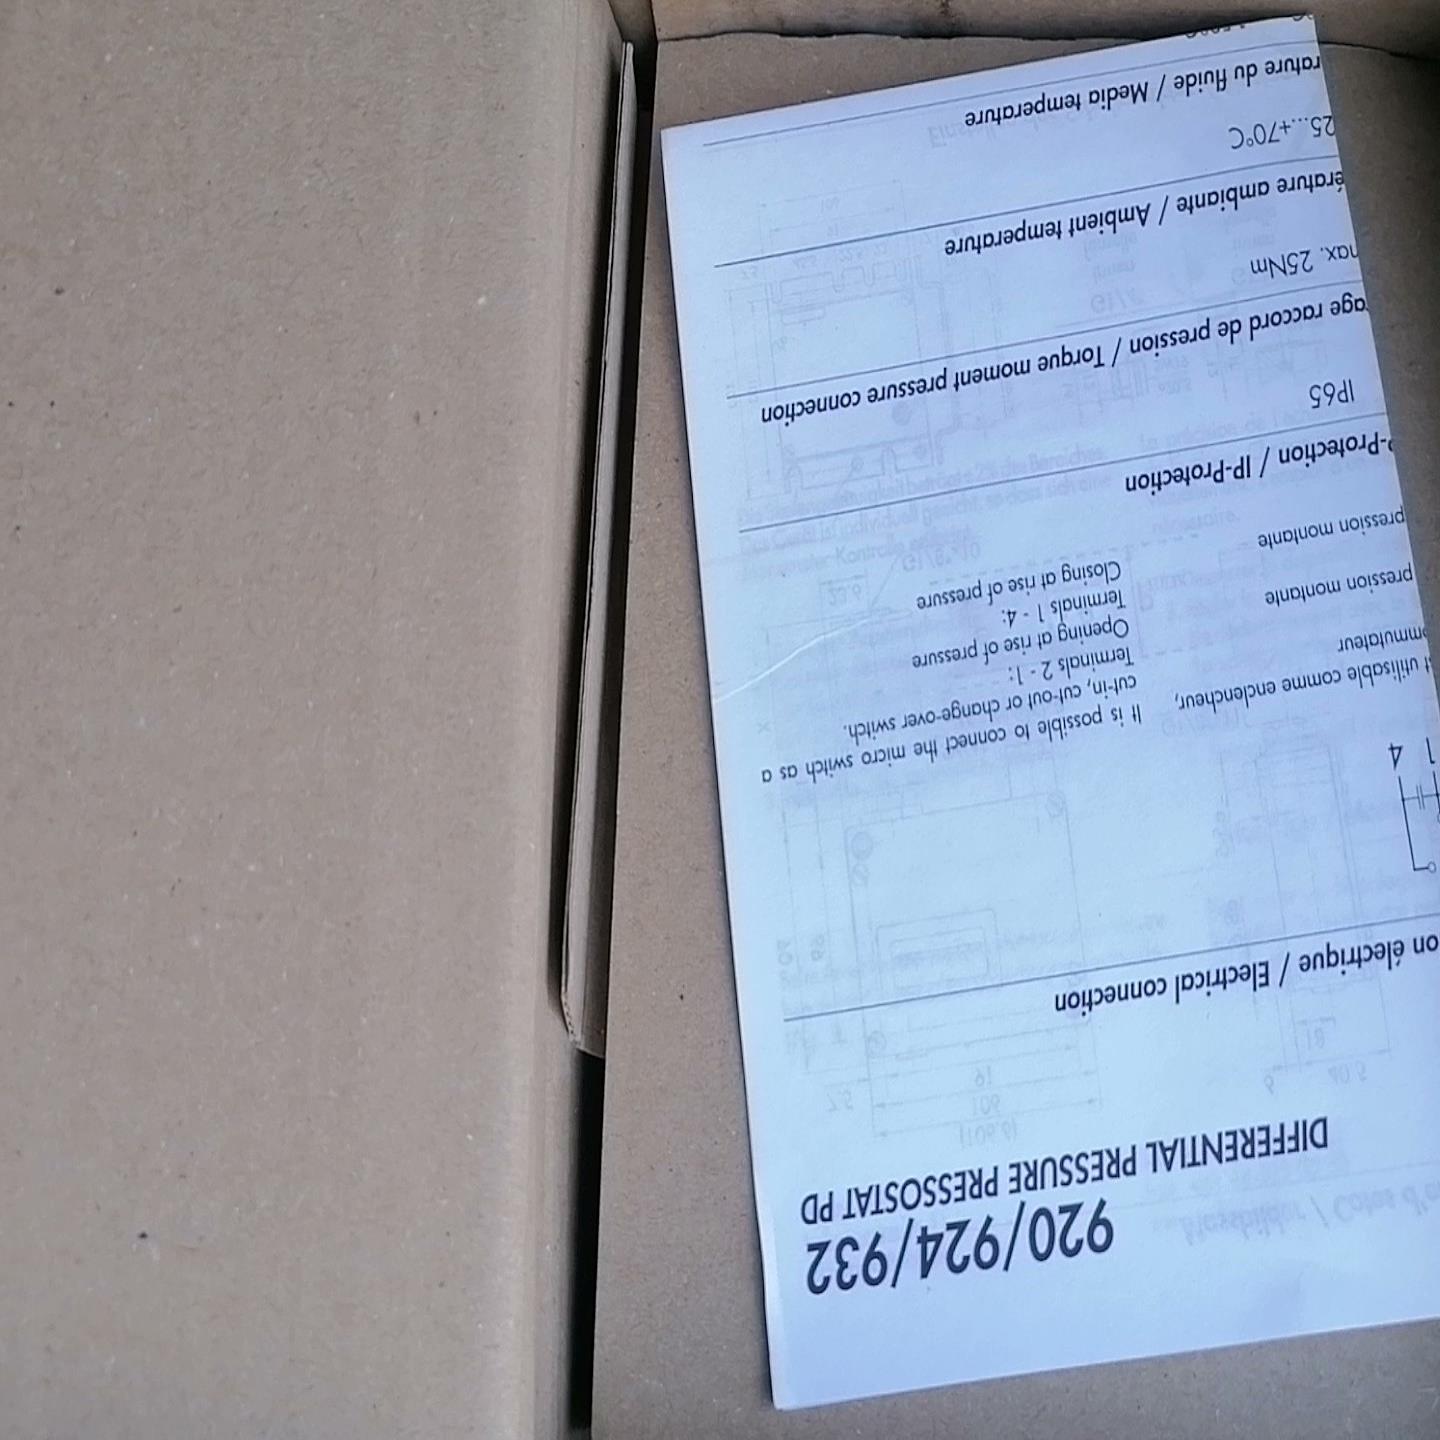 920/924/932
DIFFERENTIAL PRESSURE PRESSOSTAT PD
on électrique / Electrical connection
1 4
utilisable comme enclencheur,
mmutateur
pression montante
pression montante
It is possible to connect the micro switch as a
cut-in, cut-out or change-over switch.
Terminals 2 - 1:
Opening at rise of pressure
Terminals 1 - 4:
Closing at rise of pressure
P-Protection / IP-Protection
IP65
age raccord de pression / Torque moment pressure connection
max. 25Nm
érature ambiante / Ambient temperature
25...+70°C
rature du fluide / Media temperature